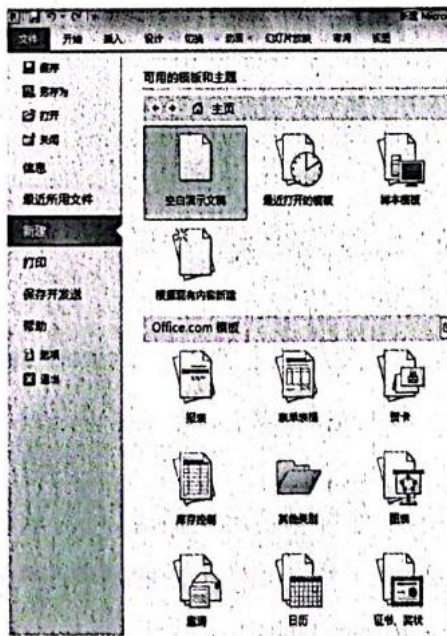 文件 开始 插入 设计 切换 动画 幻灯片放映 审阅 视图
保存
另存为
打开
关闭
信息
最近所用文件
新建
打印
保存并发送
帮助
选项
退出
可用的模板和主题
主页
空白演示文稿 最近打开的模板 样本模板
根据现有内容新建
Office.com 模板
报表 表单表格 贺卡
库存控制 其他类别 图表
邀请 日历 证书、奖状